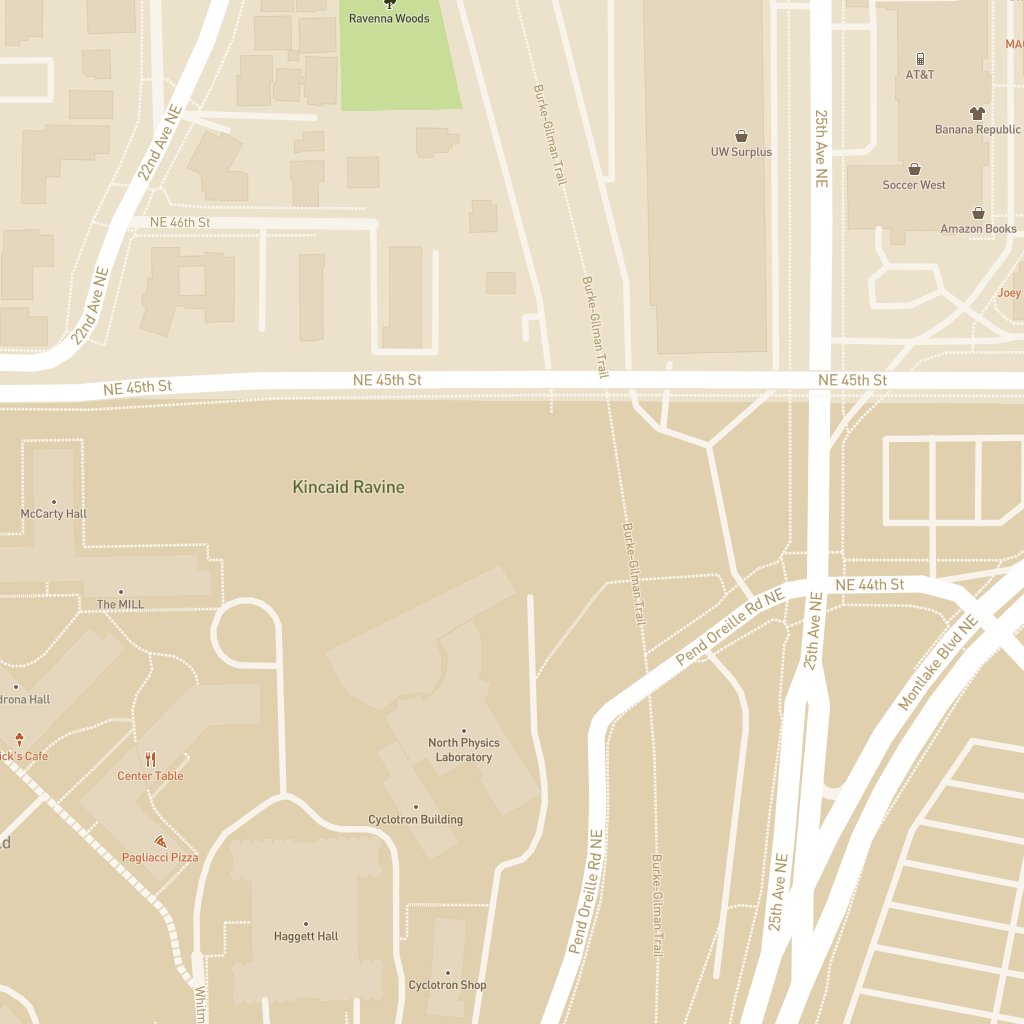 Ravenna Woods
MA
AT&T
Burke-Gilman Trail
22nd Ave NE
25th Ave NE
Banana Republic
UW Surplus
Soccer West
NE 46th St
Amazon Books
22nd Ave NE
Burke-Gilman Trail
Joey
NE 45th St
NE 45th St
NE 45th St
Kincaid Ravine
McCarty Hall
Burke-Gilman Trail
NE 44th St
The MILL
Pend Oreille Rd NE
25th Ave NE
Montlake Blvd NE
drona Hall
ick's Cafe
North Physics
Laboratory
Center Table
Cyclotron Building
Pagliacci Pizza
ld
Pend Oreille Rd NE
Burke-Gilman Trail
25th Ave NE
Haggett Hall
Cyclotron Shop
Whitm